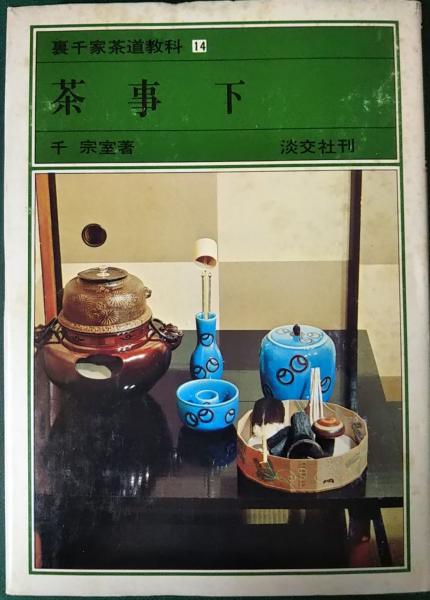 裏千家茶道教科 14
茶事 下
千 宗室著 淡交社刊